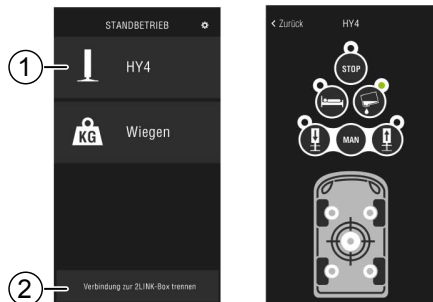 STANDBETRIEB
1
HY4
KG
Wiegen
2
Verbindung zur 2LINK-Box trennen
< Zurück
HY4
STOP
MAN